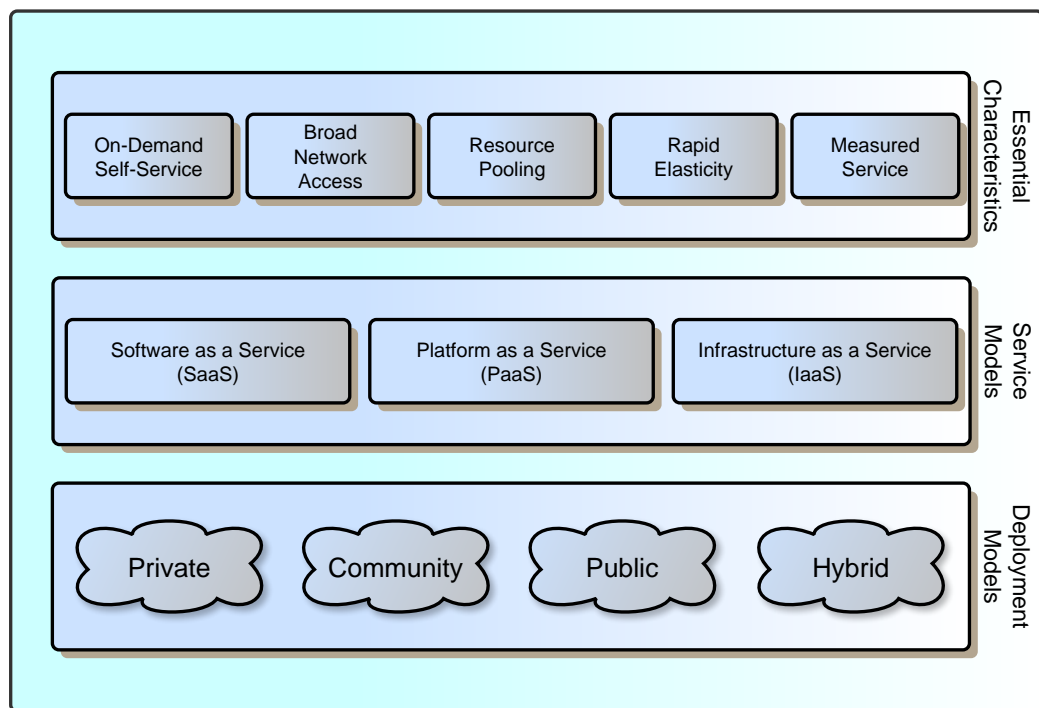 On-Demand
Self-Service
Broad
Network
Access
Resource
Pooling
Rapid
Elasticity
Measured
Service
Essential
Characteristics
Software as a Service
(SaaS)
Platform as a Service
(PaaS)
Infrastructure as a Service
(IaaS)
Service
Models
Private
Community
Public
Hybrid
Deployment
Models